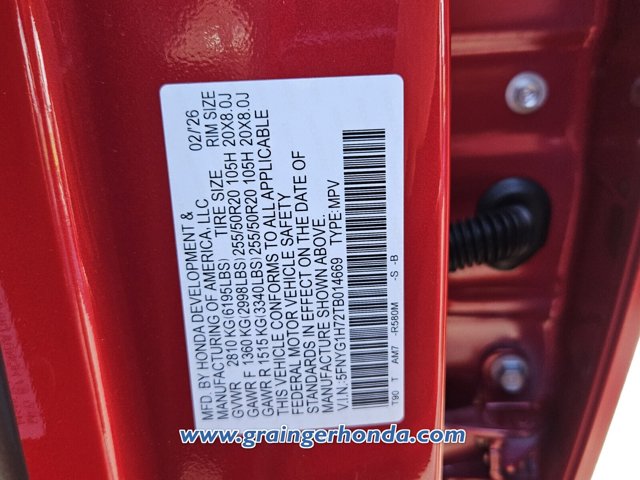 MFD. BY HONDA DEVELOPMENT &
MANUFACTURING OF AMERICA, LLC 02/'26
GVWR 2810 KG(6195LBS) TIRE SIZE RIM SIZE
GAWR F 1360 KG(2998LBS)255/50R20 105H 20X8.0J
GAWR R 1515 KG(3340LBS)255/50R20 105H 20X8.0J
THIS VEHICLE CONFORMS TO ALL APPLICABLE
FEDERAL MOTOR VEHICLE SAFETY
STANDARDS IN EFFECT ON THE DATE OF
MANUFACTURE SHOWN ABOVE.
V.I.N.: 5FNYG1H72TB014669 TYPE:MPV
T90 T AM7 -R580M -S -B
www.graingerhonda.com